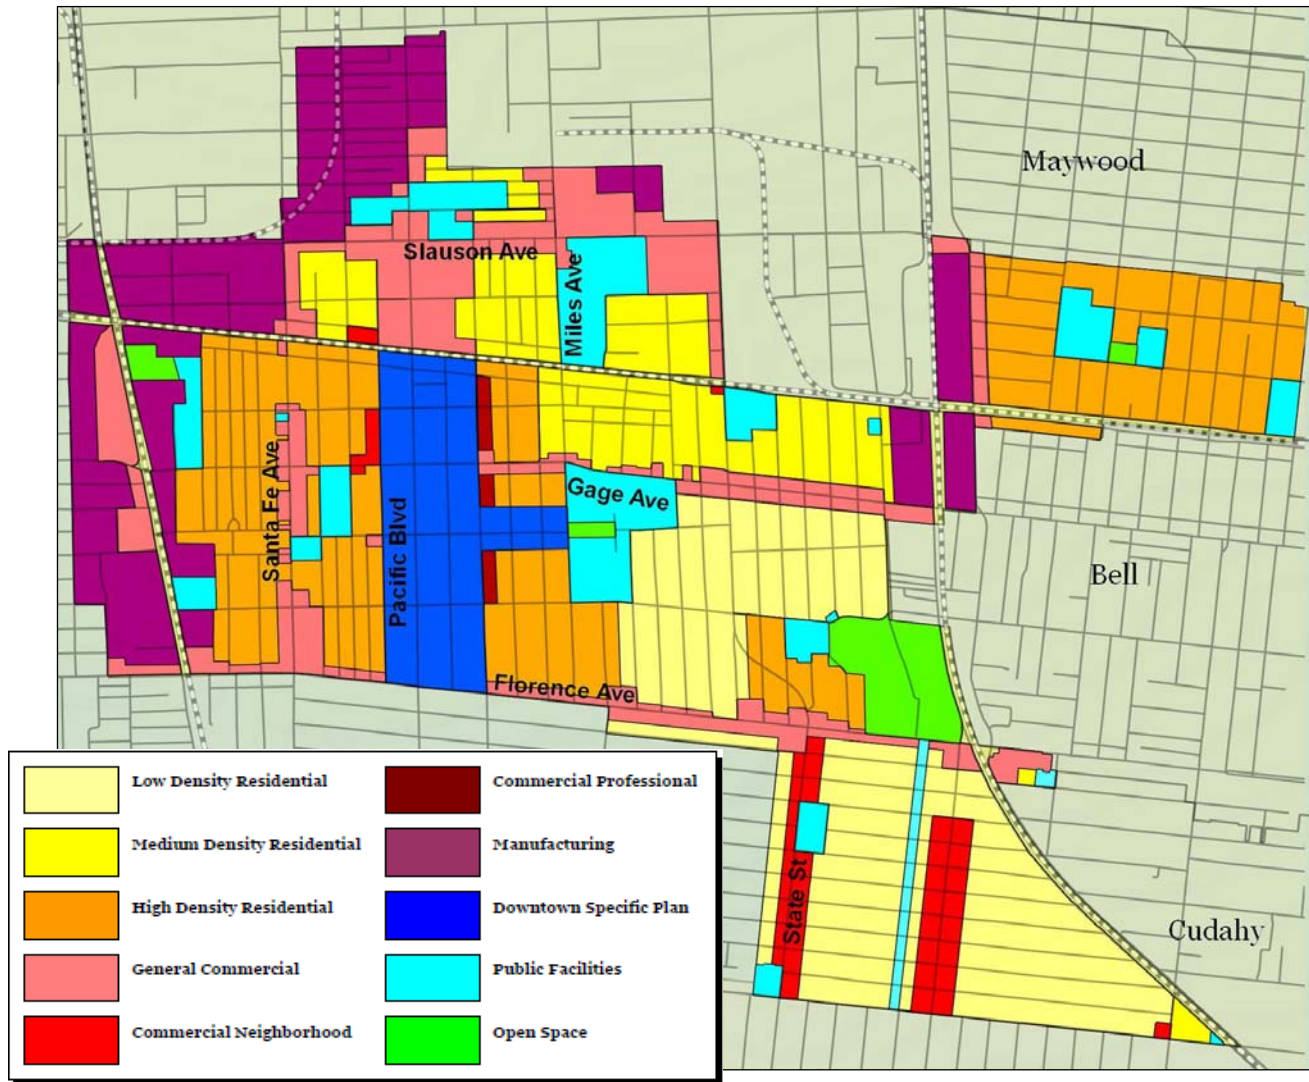 Maywood
Slauson Ave
Miles Ave
Gage Ave
Santa Fe Ave
Pacific Blvd
Bell
Florence Ave
State St
Cudahy
Low Density Residential
Medium Density Residential
High Density Residential
General Commercial
Commercial Neighborhood
Commercial Professional
Manufacturing
Downtown Specific Plan
Public Facilities
Open Space